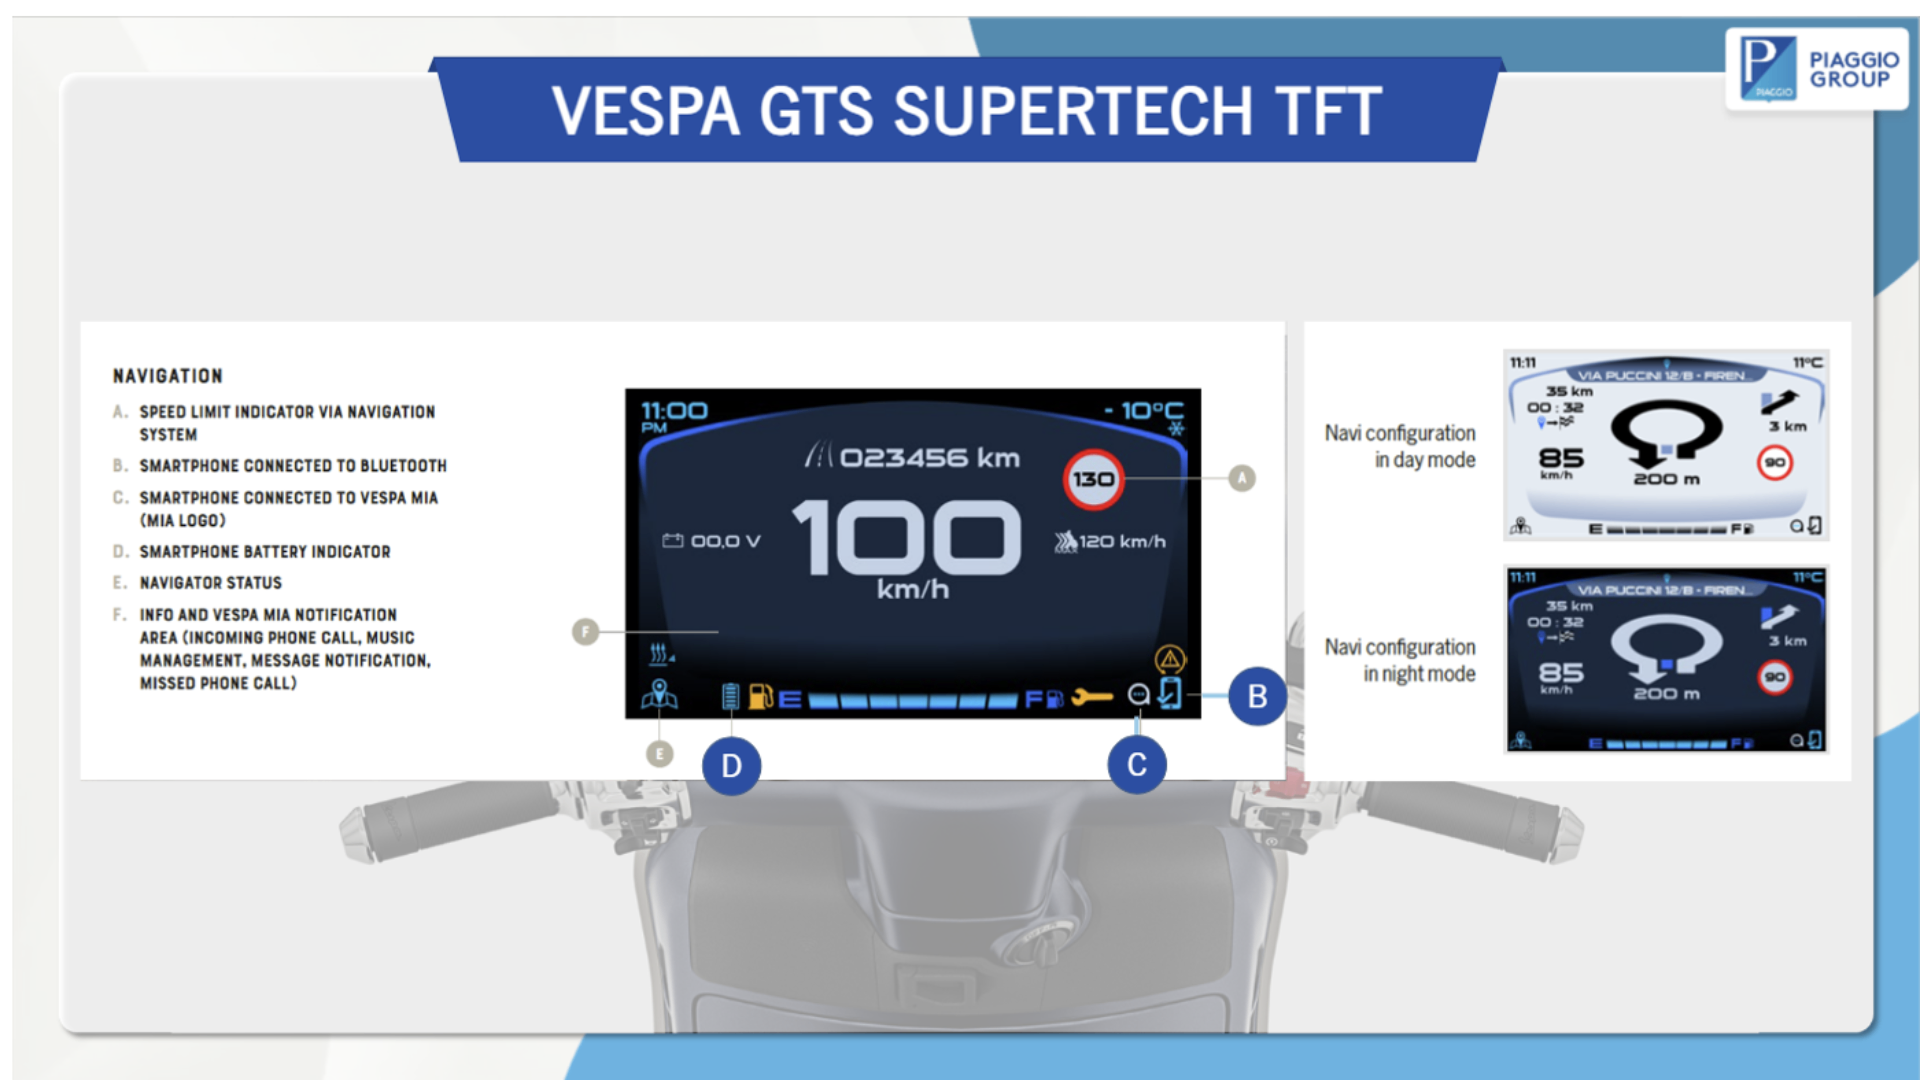 VESPA GTS SUPERTECH TFT
P
PIAGGIO
PIAGGIO
GROUP
NAVIGATION
A. SPEED LIMIT INDICATOR VIA NAVIGATION
SYSTEM
B. SMARTPHONE CONNECTED TO BLUETOOTH
C. SMARTPHONE CONNECTED TO VESPA MIA
(MIA LOGO)
D. SMARTPHONE BATTERY INDICATOR
E. NAVIGATOR STATUS
F. INFO AND VESPA MIA NOTIFICATION
AREA (INCOMING PHONE CALL, MUSIC
MANAGEMENT, MESSAGE NOTIFICATION,
MISSED PHONE CALL)
11:00
PM
- 10°C
023456 km
130
A
00,0 V
100
km/h
120 km/h
F
E
F
B
E
D
C
Navi configuration
in day mode
11:11
11°C
VIA PUCCINI 12/B - FIREN...
35 km
00 : 32
3 km
85
km/h
90
200 m
E
F
Navi configuration
in night mode
11:11
11°C
VIA PUCCINI 12/B - FIREN...
35 km
00 : 32
3 km
85
km/h
90
200 m
E
F